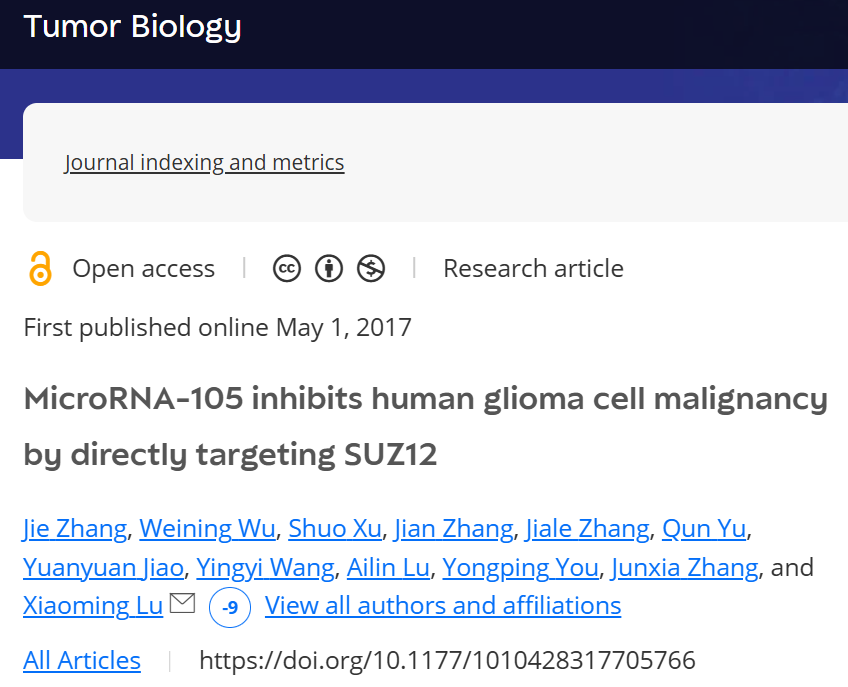 Tumor Biology
Journal indexing and metrics
Open access | cc | Research article
First published online May 1, 2017
MicroRNA-105 inhibits human glioma cell malignancy
by directly targeting SUZ12
Jie Zhang, Weining Wu, Shuo Xu, Jian Zhang, Jiale Zhang, Qun Yu,
Yuanyuan Jiao, Yingyi Wang, Ailin Lu, Yongping You, Junxia Zhang, and
Xiaoming Lu -9 View all authors and affiliations
All Articles | https://doi.org/10.1177/1010428317705766